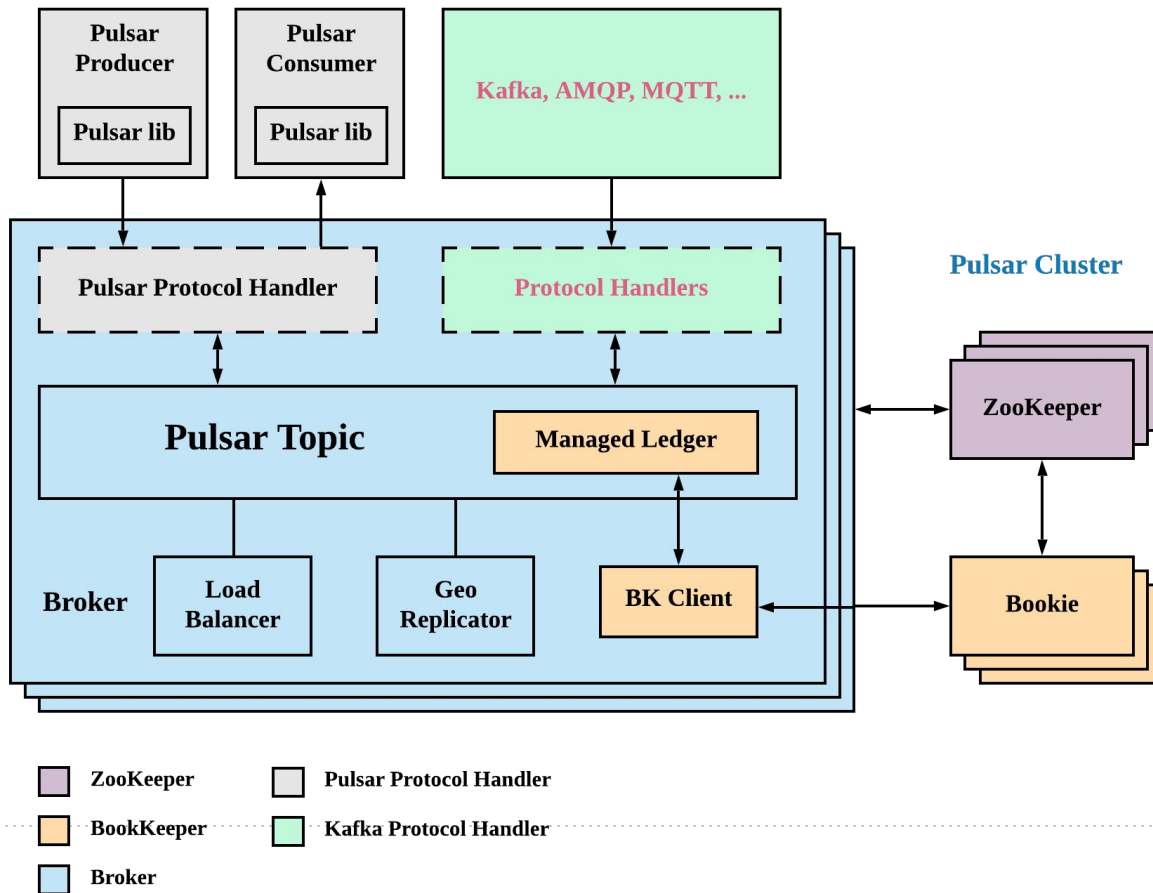 Pulsar
Producer
Pulsar lib
Pulsar
Consumer
Pulsar lib
Kafka, AMQP, MQTT, ...
Pulsar Protocol Handler
Protocol Handlers
Pulsar Cluster
Pulsar Topic
Managed Ledger
ZooKeeper
Broker
Load
Balancer
Geo
Replicator
BK Client
Bookie
ZooKeeper
Pulsar Protocol Handler
BookKeeper
Kafka Protocol Handler
Broker